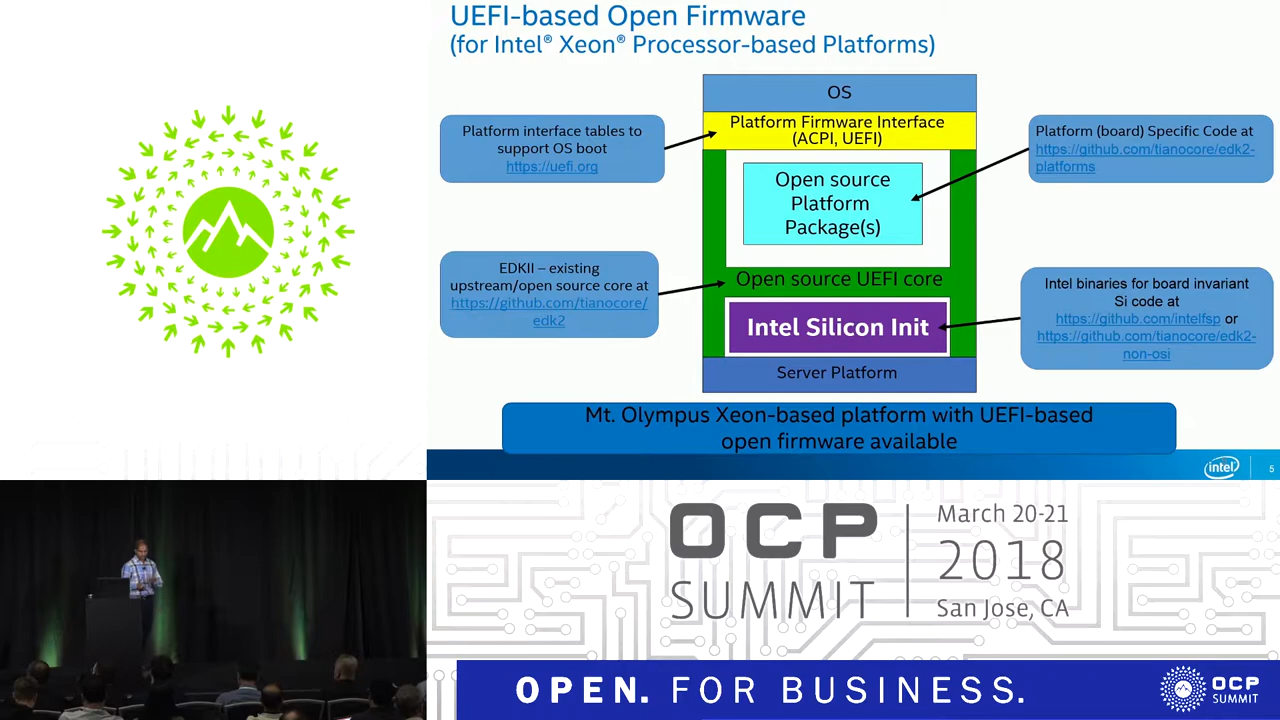 UEFI-based Open Firmware
(for Intel® Xeon® Processor-based Platforms)
OS
Platform Firmware Interface
(ACPI, UEFI)
Platform interface tables to
support OS boot
https://uefi.org
Platform (board) Specific Code at
https://github.com/tianocore/edk2-
platforms
Open source
Platform
Package(s)
EDKII – existing
upstream/open source core at
https://github.com/tianocore/
edk2
Open source UEFI core
Intel Silicon Init
Intel binaries for board invariant
Si code at
https://github.com/intelfsp or
https://github.com/tianocore/edk2-
non-osi
Server Platform
Mt. Olympus Xeon-based platform with UEFI-based
open firmware available
intel
5
OCP
SUMMIT
March 20-21
2018
San Jose, CA
OPEN. FOR BUSINESS.
OCP
SUMMIT